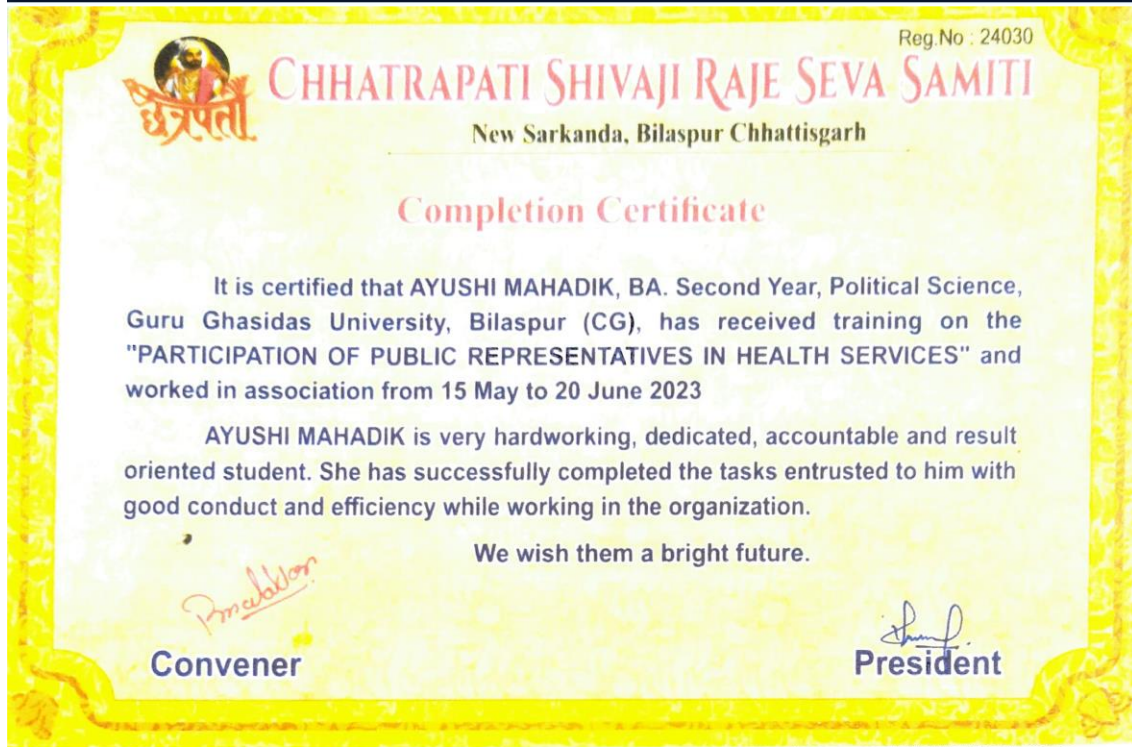 Reg.No : 24030
छत्रपती
CHHATRAPATI SHIVAJI RAJE SEVA SAMITI
New Sarkanda, Bilaspur Chhattisgarh
Completion Certificate
It is certified that AYUSHI MAHADIK, BA. Second Year, Political Science,
Guru Ghasidas University, Bilaspur (CG), has received training on the
"PARTICIPATION OF PUBLIC REPRESENTATIVES IN HEALTH SERVICES" and
worked in association from 15 May to 20 June 2023
AYUSHI MAHADIK is very hardworking, dedicated, accountable and result
oriented student. She has successfully completed the tasks entrusted to him with
good conduct and efficiency while working in the organization.
We wish them a bright future.
Convener
President